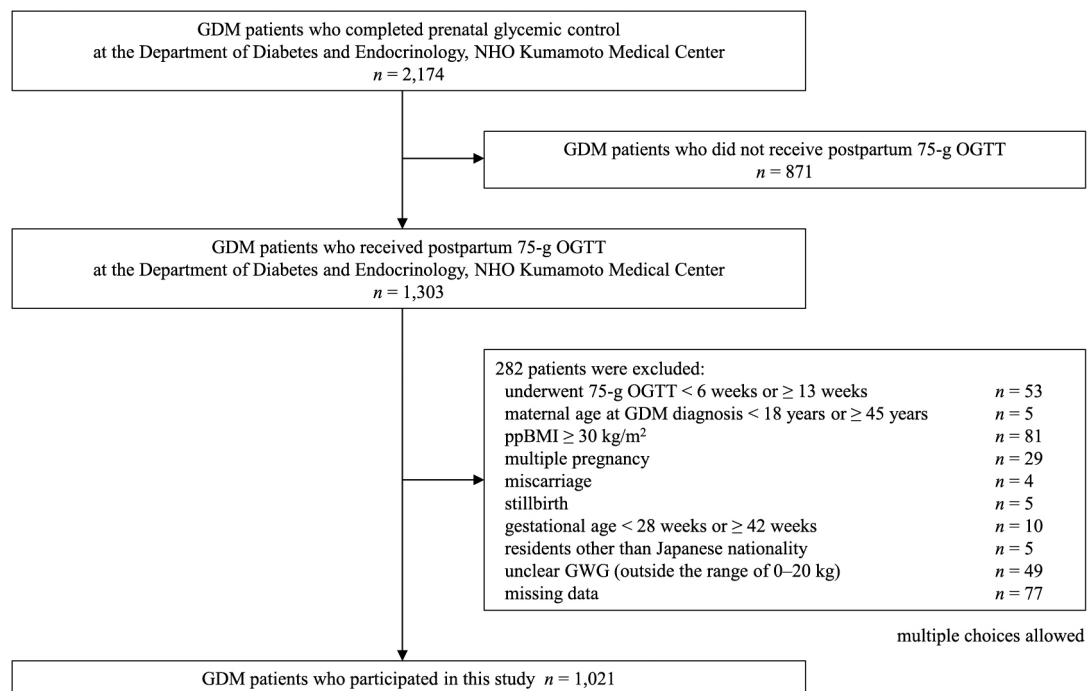 GDM patients who completed prenatal glycemic control
at the Department of Diabetes and Endocrinology, NHO Kumamoto Medical Center
n = 2,174
GDM patients who did not receive postpartum 75-g OGTT
n = 871
GDM patients who received postpartum 75-g OGTT
at the Department of Diabetes and Endocrinology, NHO Kumamoto Medical Center
n = 1,303
282 patients were excluded:
underwent 75-g OGTT < 6 weeks or ≥ 13 weeks n = 53
maternal age at GDM diagnosis < 18 years or ≥ 45 years n = 5
ppBMI ≥ 30 kg/m² n = 81
multiple pregnancy n = 29
miscarriage n = 4
stillbirth n = 5
gestational age < 28 weeks or ≥ 42 weeks n = 10
residents other than Japanese nationality n = 5
unclear GWG (outside the range of 0–20 kg) n = 49
missing data n = 77
multiple choices allowed
GDM patients who participated in this study n = 1,021